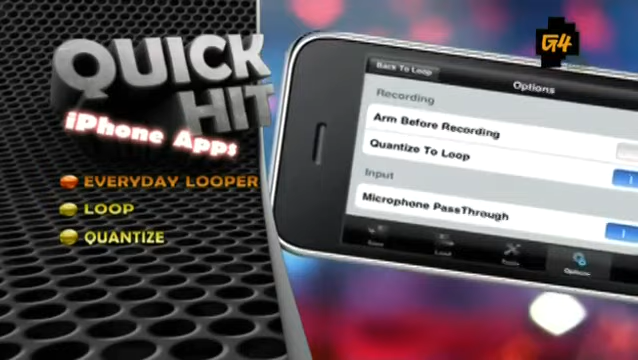 QUICK
HIT
iPhone Apps
EVERYDAY LOOPER
LOOP
QUANTIZE
G4
Back To Loop
Options
Recording
Arm Before Recording
Quantize To Loop
Input
Microphone PassThrough
Options